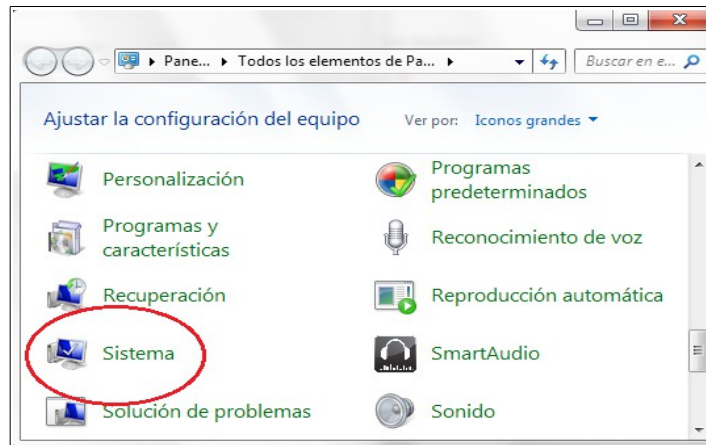 Pane... Todos los elementos de Pa... Buscar en e...
Ajustar la configuración del equipo Ver por: Iconos grandes
Personalización
Programas
predeterminados
Programas y
características
Reconocimiento de voz
Recuperación
Reproducción automática
Sistema
SmartAudio
Solución de problemas
Sonido